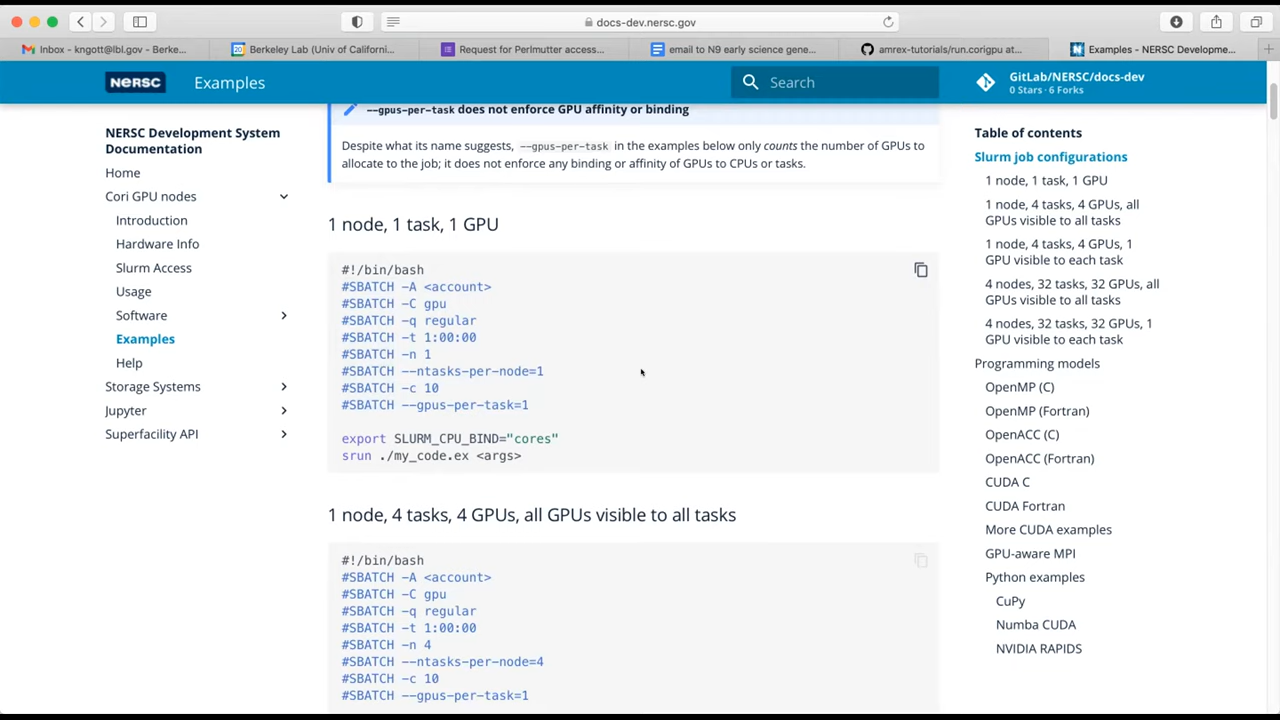 docs-dev.nersc.gov
Inbox - kngott@lbl.gov - Berke...
Berkeley Lab (Univ of Californi...
Request for Perlmutter access...
email to N9 early science gene...
amrex-tutorials/run.corigpu at...
Examples - NERSC Developme...
NERSC
Examples
Search
GitLab/NERSC/docs-dev
0 Stars · 6 Forks
NERSC Development System
Documentation
Home
Cori GPU nodes
Introduction
Hardware Info
Slurm Access
Usage
Software
Examples
Help
Storage Systems
Jupyter
Superfacility API
--gpus-per-task does not enforce GPU affinity or binding
Despite what its name suggests, --gpus-per-task in the examples below only counts the number of GPUs to
allocate to the job; it does not enforce any binding or affinity of GPUs to CPUs or tasks.
1 node, 1 task, 1 GPU
#!/bin/bash
#SBATCH -A <account>
#SBATCH -C gpu
#SBATCH -q regular
#SBATCH -t 1:00:00
#SBATCH -n 1
#SBATCH --ntasks-per-node=1
#SBATCH -c 10
#SBATCH --gpus-per-task=1
export SLURM_CPU_BIND="cores"
srun ./my_code.ex <args>
1 node, 4 tasks, 4 GPUs, all GPUs visible to all tasks
#!/bin/bash
#SBATCH -A <account>
#SBATCH -C gpu
#SBATCH -q regular
#SBATCH -t 1:00:00
#SBATCH -n 4
#SBATCH --ntasks-per-node=4
#SBATCH -c 10
#SBATCH --gpus-per-task=1
Table of contents
Slurm job configurations
1 node, 1 task, 1 GPU
1 node, 4 tasks, 4 GPUs, all
GPUs visible to all tasks
1 node, 4 tasks, 4 GPUs, 1
GPU visible to each task
4 nodes, 32 tasks, 32 GPUs, all
GPUs visible to all tasks
4 nodes, 32 tasks, 32 GPUs, 1
GPU visible to each task
Programming models
OpenMP (C)
OpenMP (Fortran)
OpenACC (C)
OpenACC (Fortran)
CUDA C
CUDA Fortran
More CUDA examples
GPU-aware MPI
Python examples
CuPy
Numba CUDA
NVIDIA RAPIDS